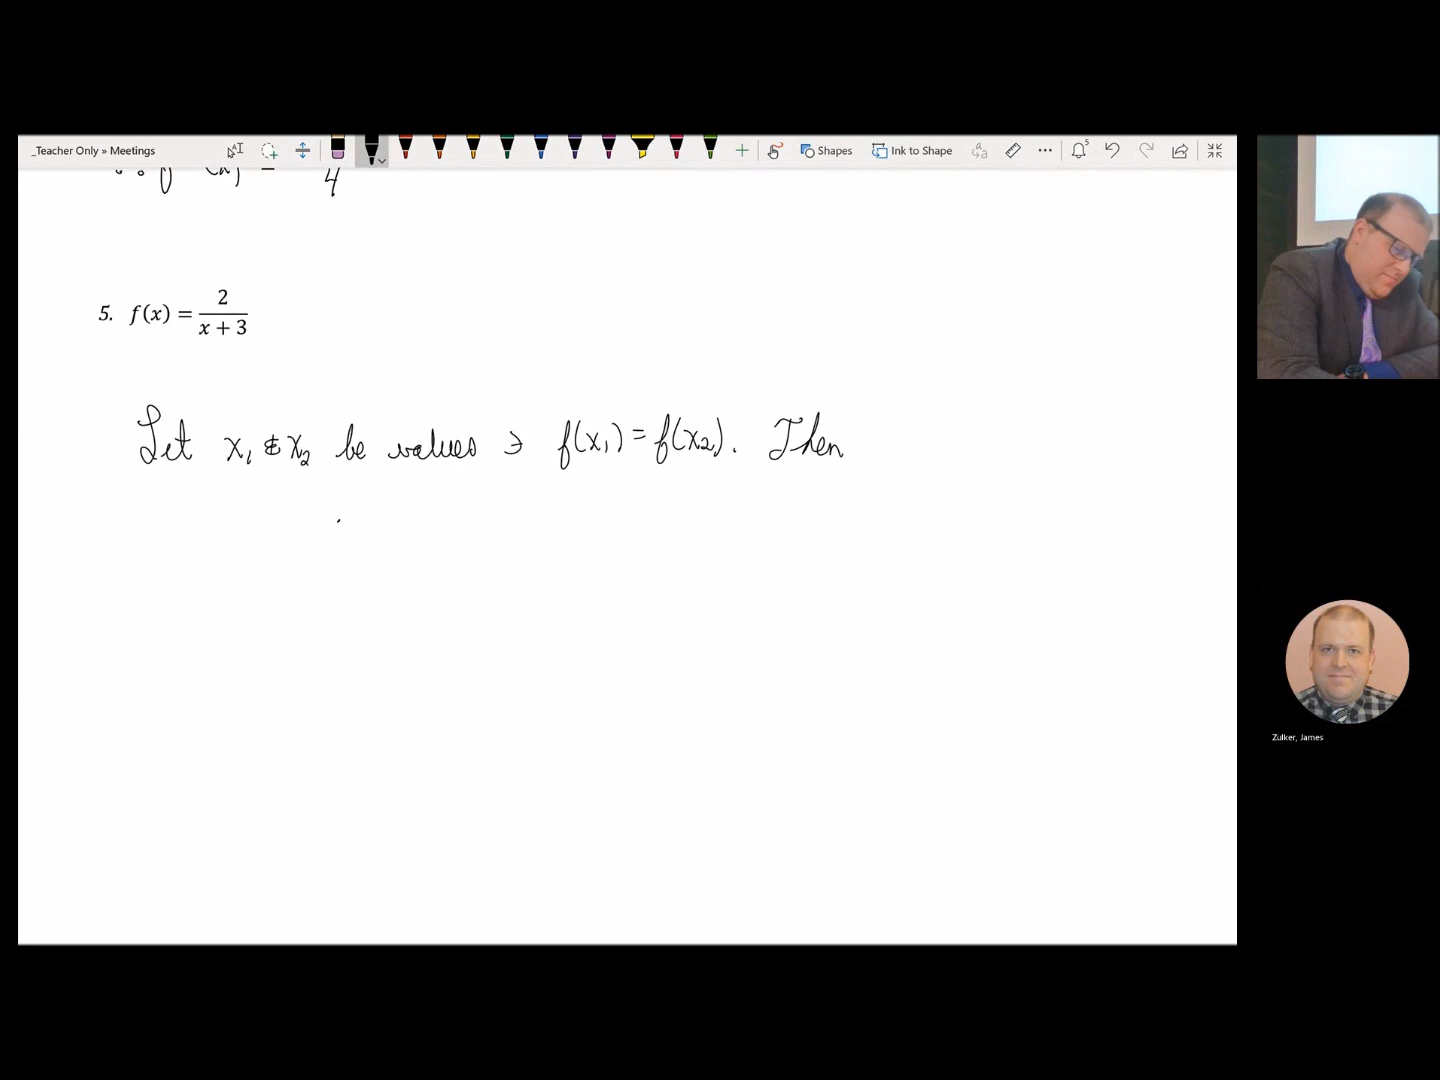 _Teacher Only » Meetings
Shapes
Ink to Shape
5
4
5. f(x) = 2 / (x + 3)
Let x₁ & x₂ be values ∋ f(x₁) = f(x₂). Then
Zulker, James